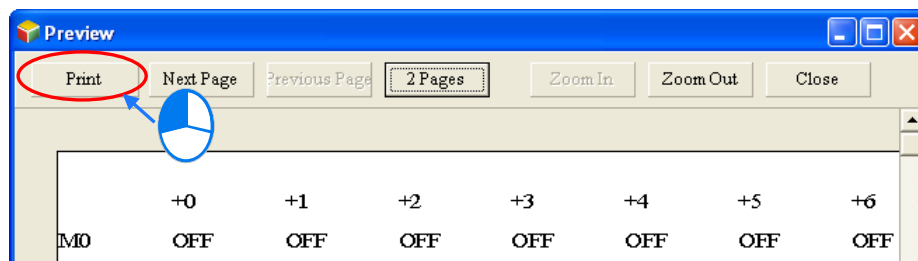 Preview
Print Next Page Previous Page 2 Pages Zoom In Zoom Out Close
+0 +1 +2 +3 +4 +5 +6
M0 OFF OFF OFF OFF OFF OFF OFF